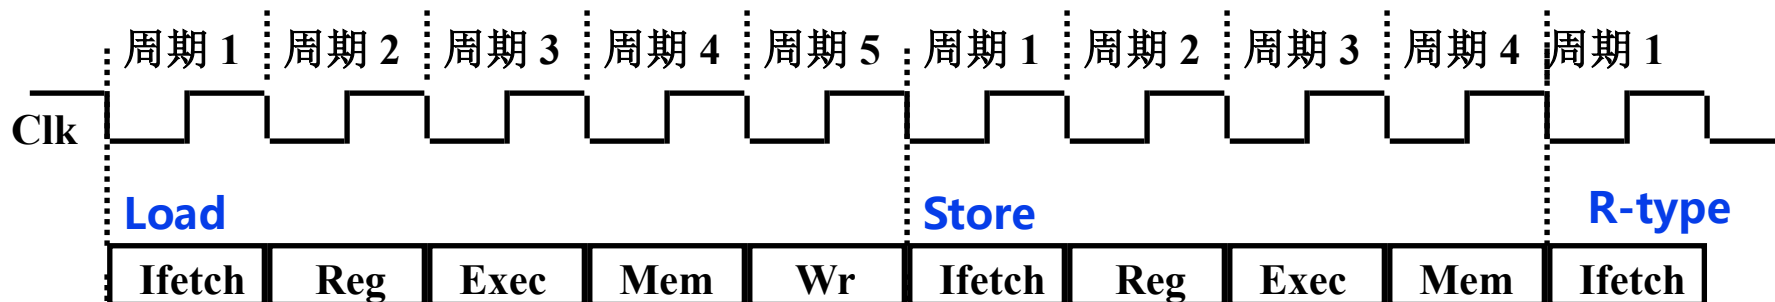 周期 1 周期 2 周期 3 周期 4 周期 5 周期 1 周期 2 周期 3 周期 4 周期 1
Clk
Load Store R-type
Ifetch Reg Exec Mem Wr Ifetch Reg Exec Mem Ifetch